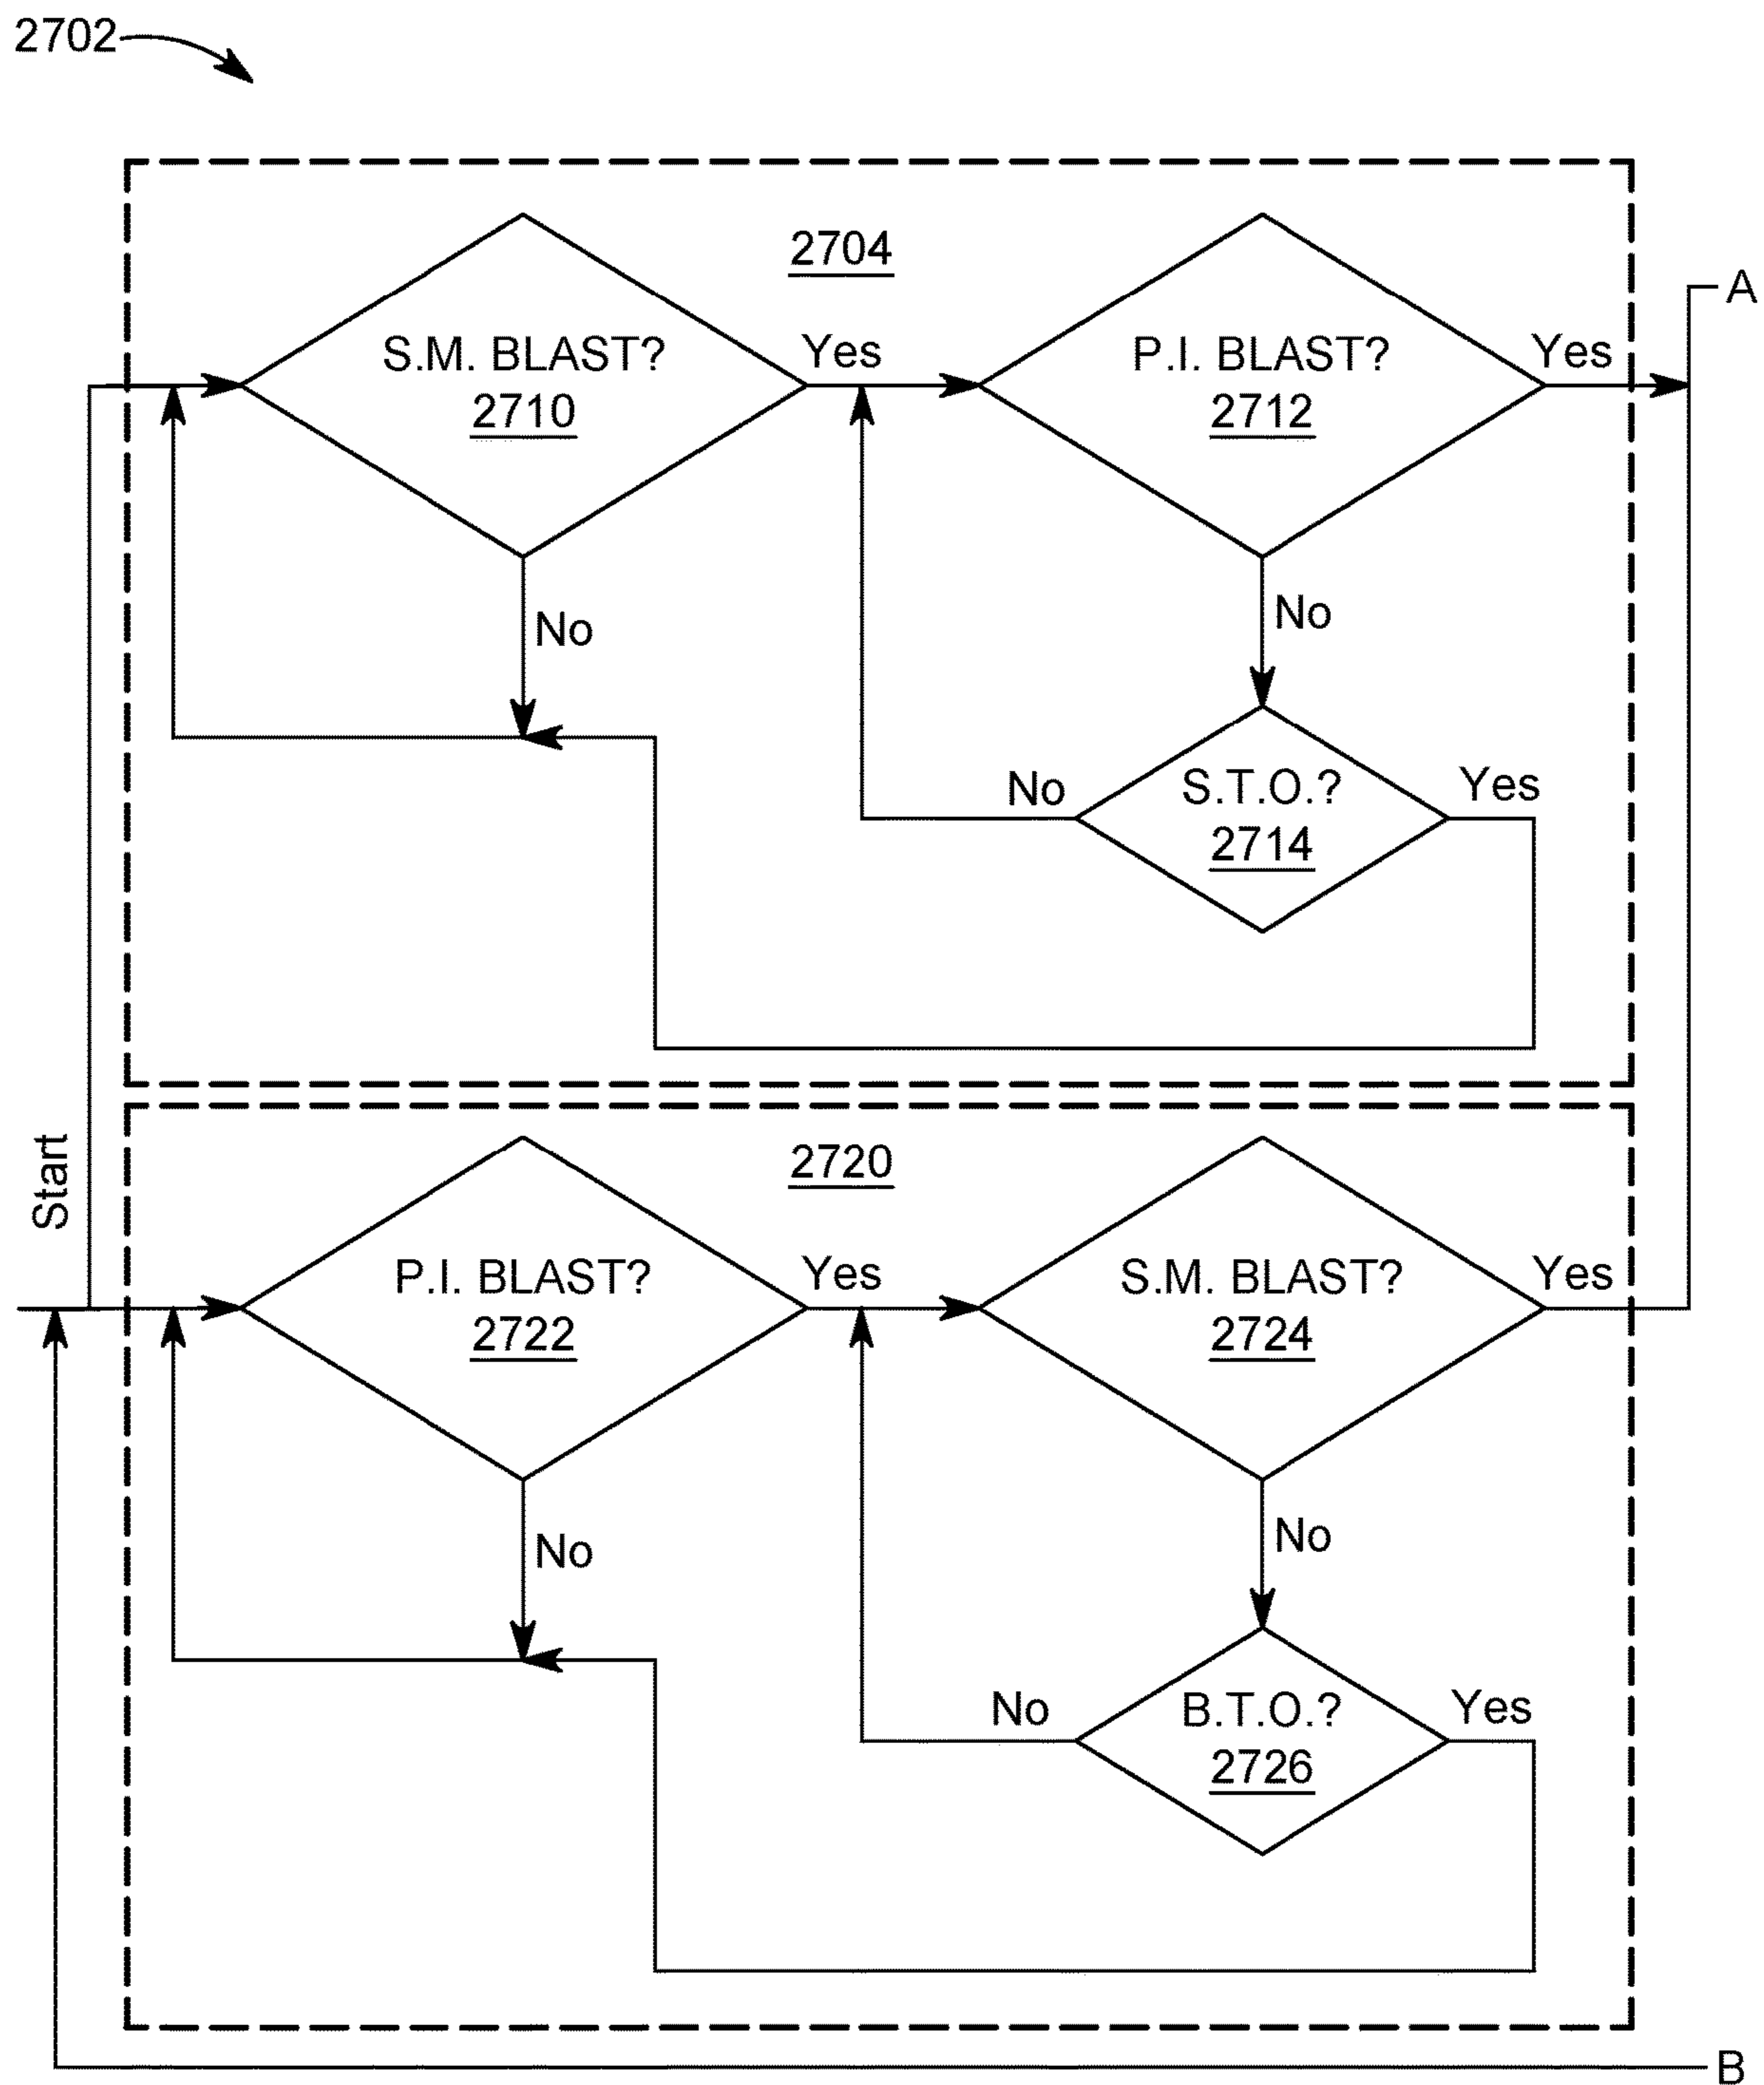 2702
2704
A
S.M. BLAST?
2710
Yes
P.I. BLAST?
2712
Yes
No
No
No
S.T.O.?
2714
Yes
Start
2720
P.I. BLAST?
2722
Yes
S.M. BLAST?
2724
Yes
No
No
No
B.T.O.?
2726
Yes
B